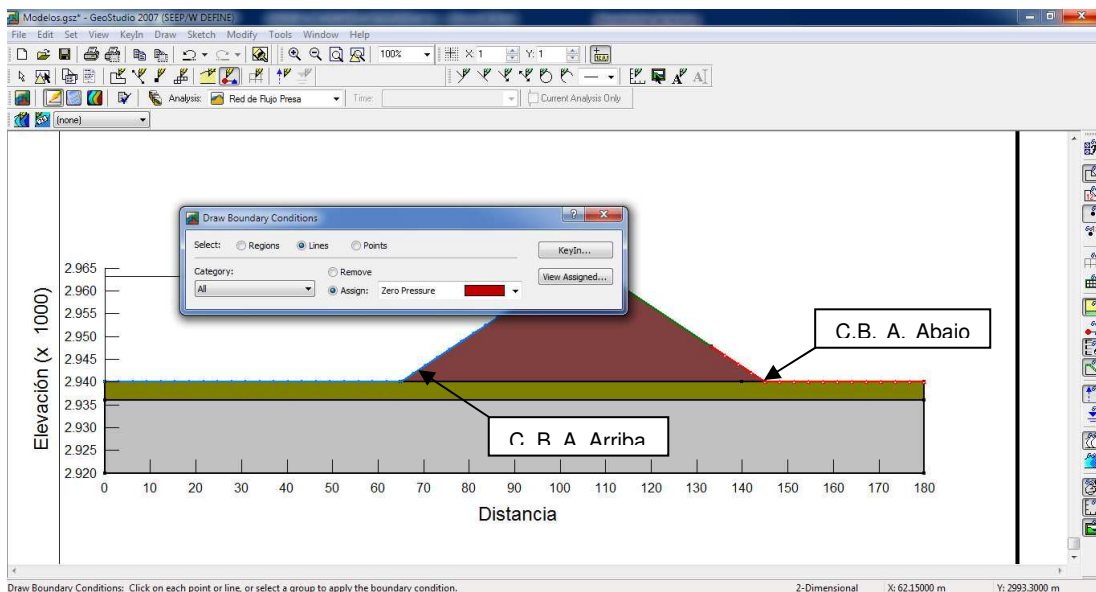 Modelos.gsz* - GeoStudio 2007 (SEEP/W DEFINE)
File Edit Set View KeyIn Draw Sketch Modify Tools Window Help
100% X: 1 Y: 1
Analysis: Red de Flujo Presa Time: Current Analysis Only
(none)
Draw Boundary Conditions
Select: Regions Lines Points
KeyIn...
Category: Remove
View Assigned...
All Assign: Zero Pressure
Elevación (x 1000)
2.965
2.960
2.955
2.950
2.945
2.940
2.935
2.930
2.925
2.920
C.B. A. Abajo
C. B. A. Arriba
0 10 20 30 40 50 60 70 80 90 100 110 120 130 140 150 160 170 180
Distancia
Draw Boundary Conditions: Click on each point or line, or select a group to apply the boundary condition. 2-Dimensional X: 62.15000 m Y: 2993.3000 m